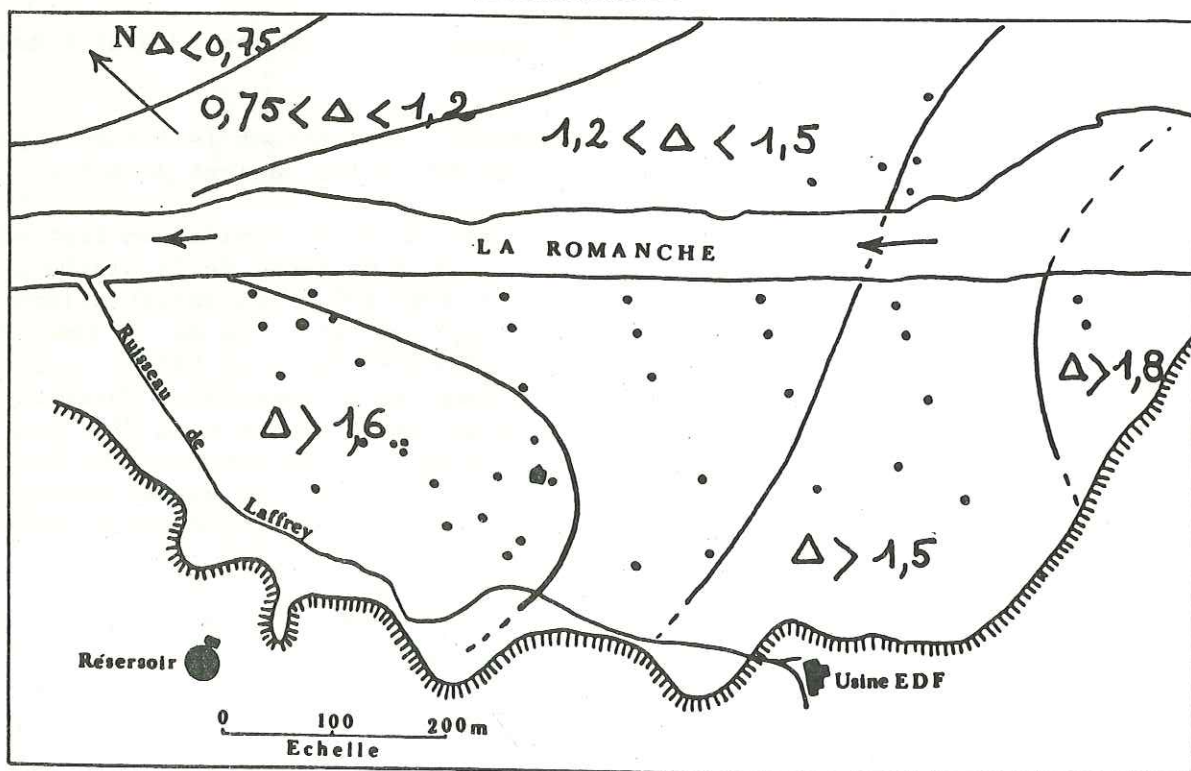 N Δ<0,75
0,75<Δ<1,2
1,2<Δ<1,5
LA ROMANCHE
Ruisseau de Laffrey
Δ>1,6
Δ>1,8
Δ>1,5
Résersoir
Usine EDF
0 100 200m
Echelle